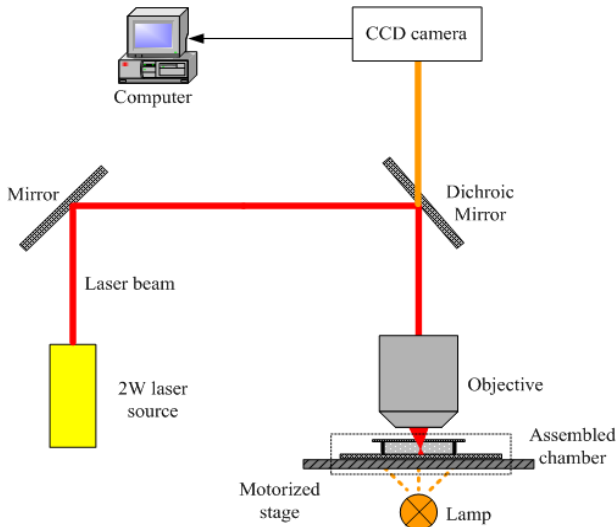 CCD camera
Computer
Mirror
Dichroic
Mirror
Laser beam
2W laser
source
Objective
Assembled
chamber
Motorized
stage
Lamp